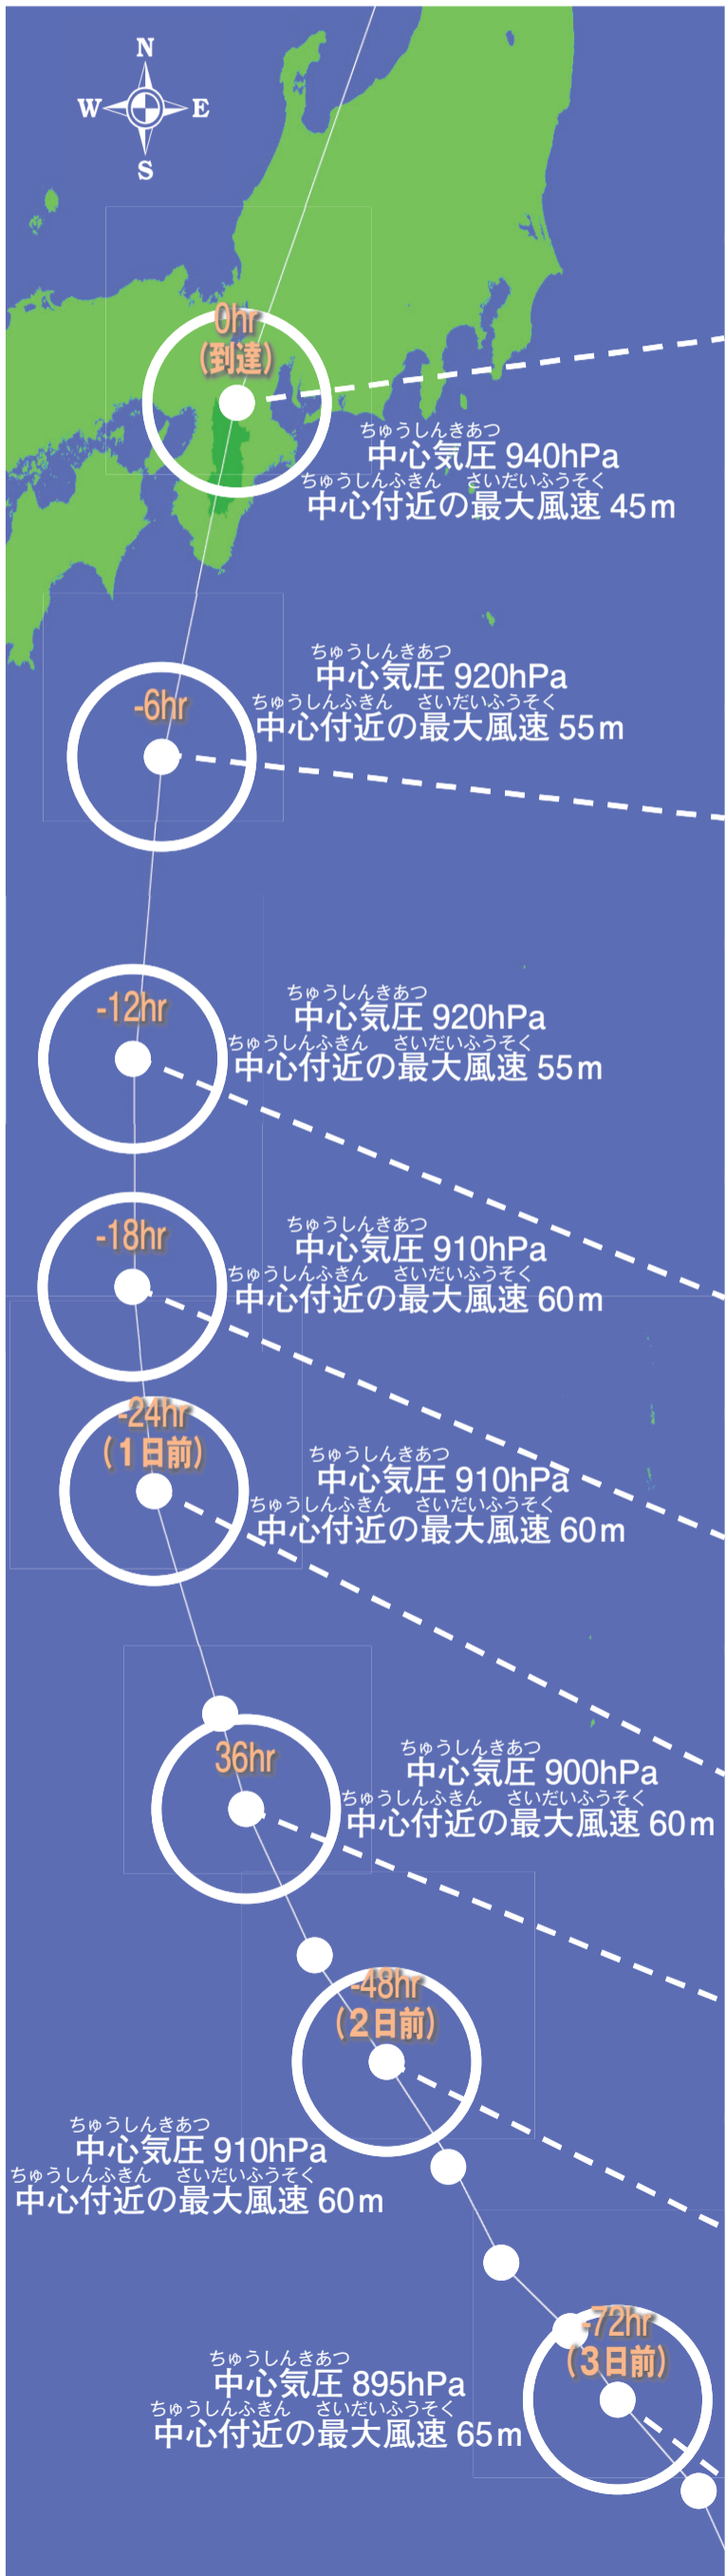 N
W E
S
0hr
(到達)
ちゅうしんきあつ
中心気圧 940hPa
ちゅうしんふきん さいだいふうそく
中心付近の最大風速 45m
ちゅうしんきあつ
中心気圧 920hPa
-6hr
ちゅうしんふきん さいだいふうそく
中心付近の最大風速 55m
ちゅうしんきあつ
-12hr
中心気圧 920hPa
ちゅうしんふきん さいだいふうそく
中心付近の最大風速 55m
ちゅうしんきあつ
-18hr
中心気圧 910hPa
ちゅうしんふきん さいだいふうそく
中心付近の最大風速 60m
-24hr
(1日前)
ちゅうしんきあつ
中心気圧 910hPa
ちゅうしんふきん さいだいふうそく
中心付近の最大風速 60m
36hr
ちゅうしんきあつ
中心気圧 900hPa
ちゅうしんふきん さいだいふうそく
中心付近の最大風速 60m
-48hr
(2日前)
ちゅうしんきあつ
中心気圧 910hPa
ちゅうしんふきん さいだいふうそく
中心付近の最大風速 60m
-72hr
(3日前)
ちゅうしんきあつ
中心気圧 895hPa
ちゅうしんふきん さいだいふうそく
中心付近の最大風速 65m